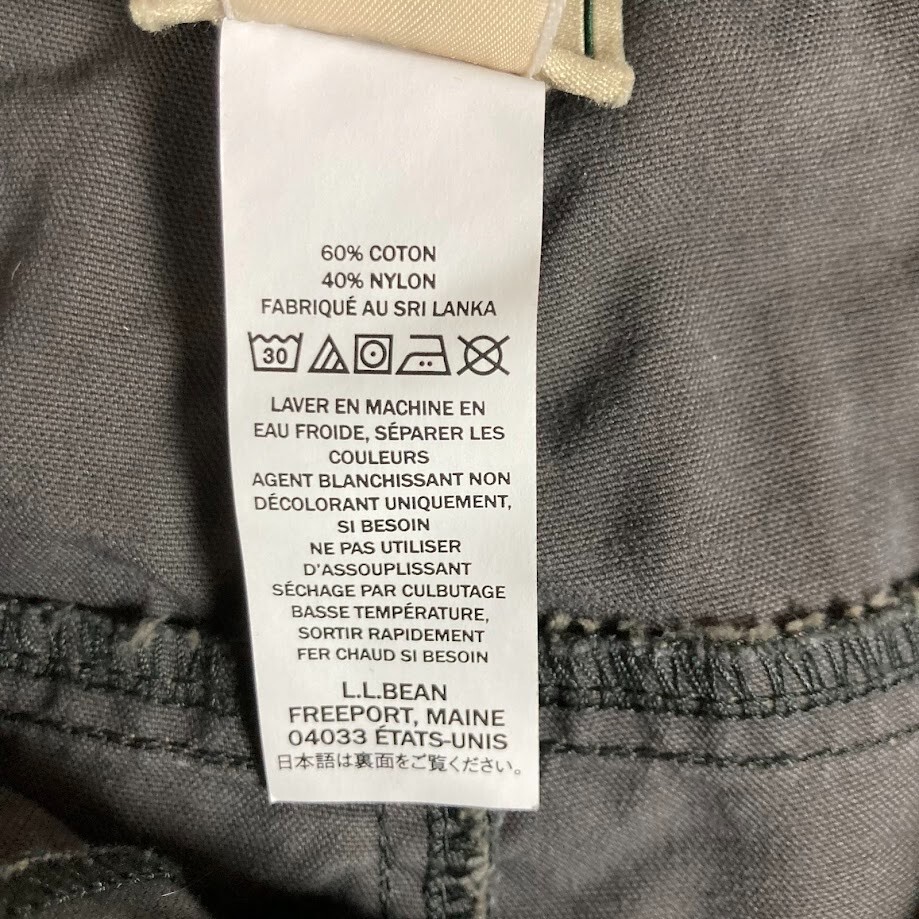 60% COTON
40% NYLON
FABRIQUÉ AU SRI LANKA
30
LAVER EN MACHINE EN
EAU FROIDE, SÉPARER LES
COULEURS
AGENT BLANCHISSANT NON
DÉCOLORANT UNIQUEMENT,
SI BESOIN
NE PAS UTILISER
D'ASSOUPLISSANT
SÉCHAGE PAR CULBUTAGE
BASSE TEMPÉRATURE,
SORTIR RAPIDEMENT
FER CHAUD SI BESOIN
L.L.BEAN
FREEPORT, MAINE
04033 ÉTATS-UNIS
日本語は裏面をご覧ください。